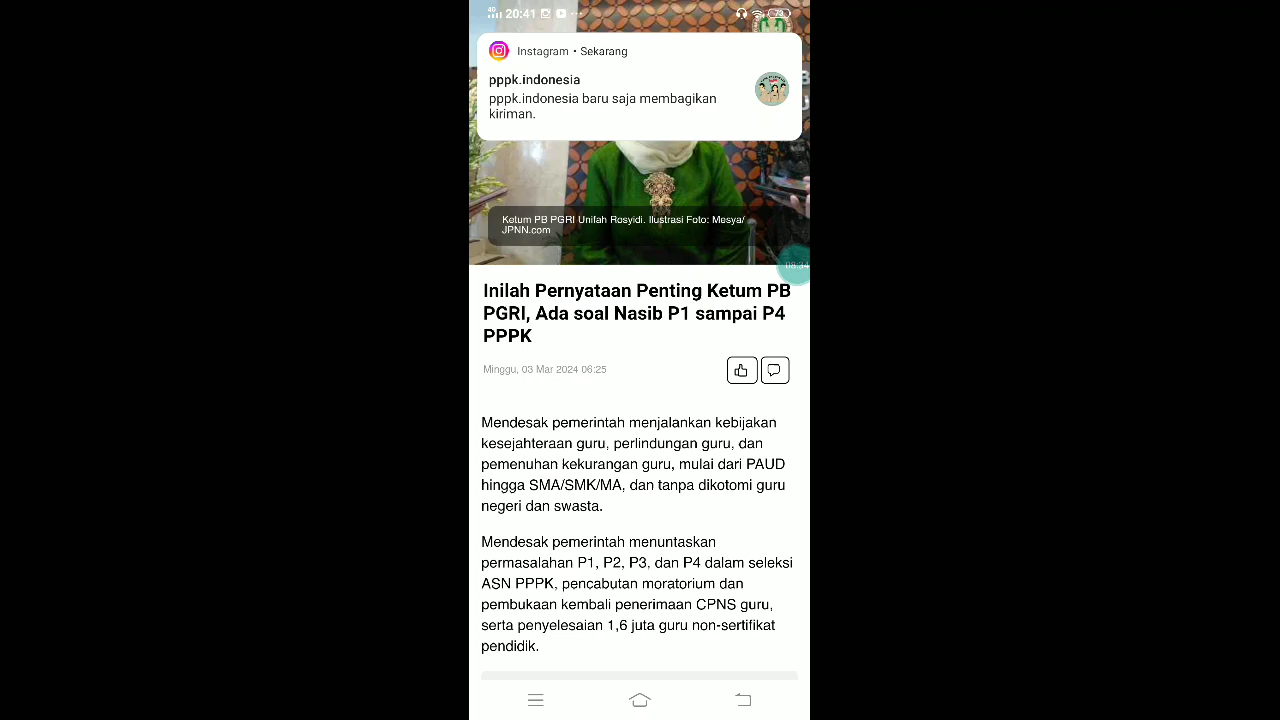 4G 20:41 73
Instagram • Sekarang
pppk.indonesia
pppk.indonesia baru saja membagikan
kiriman.
Ketum PB PGRI Unifah Rosyidi. Ilustrasi Foto: Mesya/
JPNN.com
08:34
Inilah Pernyataan Penting Ketum PB
PGRI, Ada soal Nasib P1 sampai P4
PPPK
Minggu, 03 Mar 2024 06:25
Mendesak pemerintah menjalankan kebijakan
kesejahteraan guru, perlindungan guru, dan
pemenuhan kekurangan guru, mulai dari PAUD
hingga SMA/SMK/MA, dan tanpa dikotomi guru
negeri dan swasta.
Mendesak pemerintah menuntaskan
permasalahan P1, P2, P3, dan P4 dalam seleksi
ASN PPPK, pencabutan moratorium dan
pembukaan kembali penerimaan CPNS guru,
serta penyelesaian 1,6 juta guru non-sertifikat
pendidik.